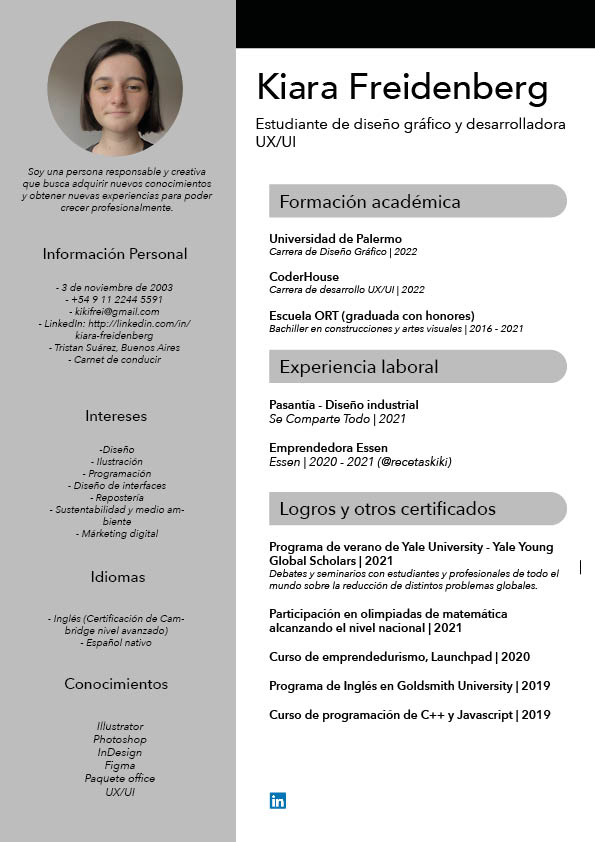 Kiara Freidenberg
Estudiante de diseño gráfico y desarrolladora
UX/UI
Soy una persona responsable y creativa
que busca adquirir nuevos conocimientos
y obtener nuevas experiencias para poder
crecer profesionalmente.
Información Personal
- 3 de noviembre de 2003
- +54 9 11 2244 5591
- kikifrei@gmail.com
- LinkedIn: http://linkedin.com/in/
kiara-freidenberg
- Tristan Suárez, Buenos Aires
- Carnet de conducir
Intereses
-Diseño
- Ilustración
- Programación
- Diseño de interfaces
- Repostería
- Sustentabilidad y medio am-
biente
- Márketing digital
Idiomas
- Inglés (Certificación de Cam-
bridge nivel avanzado)
- Español nativo
Conocimientos
Illustrator
Photoshop
InDesign
Figma
Paquete office
UX/UI
Formación académica
Universidad de Palermo
Carrera de Diseño Gráfico | 2022
CoderHouse
Carrera de desarrollo UX/UI | 2022
Escuela ORT (graduada con honores)
Bachiller en construcciones y artes visuales | 2016 - 2021
Experiencia laboral
Pasantía - Diseño industrial
Se Comparte Todo | 2021
Emprendedora Essen
Essen | 2020 - 2021 (@recetaskiki)
Logros y otros certificados
Programa de verano de Yale University - Yale Young
Global Scholars | 2021
Debates y seminarios con estudiantes y profesionales de todo el
mundo sobre la reducción de distintos problemas globales.
Participación en olimpiadas de matemática
alcanzando el nivel nacional | 2021
Curso de emprendedurismo, Launchpad | 2020
Programa de Inglés en Goldsmith University | 2019
Curso de programación de C++ y Javascript | 2019
in